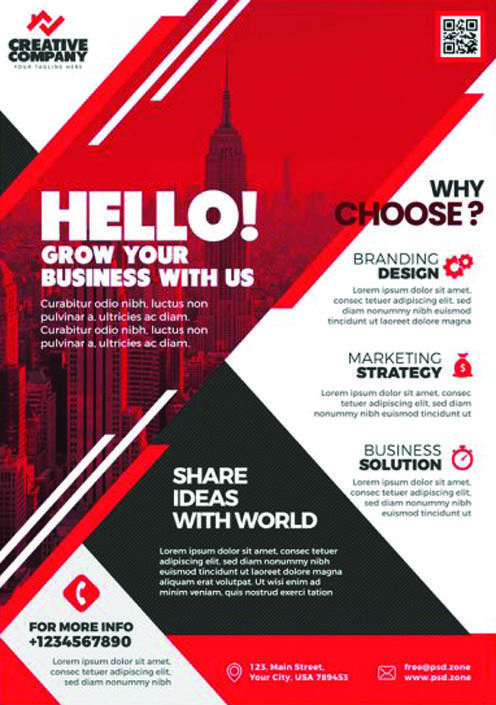 CREATIVE
COMPANY
YOUR TAGLINE HERE
HELLO!
GROW YOUR
BUSINESS WITH US
Curabitur odio nibh, luctus non
pulvinar a, ultricies ac diam.
Curabitur odio nibh, luctus non
pulvinar a, ultricies ac diam.
WHY
CHOOSE?
BRANDING
DESIGN
Lorem ipsum dolor sit amet,
consec tetuer adipiscing elit,
sed diam nonummy nibh euismod
tincidunt ut laoreet dolore magna
MARKETING
STRATEGY
$
Lorem ipsum dolor sit amet, consec
tetuer adipiscing elit, sed diam
nonummy nibh euismod tincidunt ut
BUSINESS
SOLUTION
Lorem ipsum dolor sit amet, consec
tetuer adipiscing elit, sed diam
nonummy nibh euismod
tincidunt ut
SHARE
IDEAS
WITH WORLD
Lorem ipsum dolor sit amet, consectetuer
adipiscing elit, sed diam nonummy nibh
euismod tincidunt ut laoreet dolore magna
aliquam erat volutpat. Ut wisi enim ad minim
veniam, quis nostrud exerci tation
FOR MORE INFO
+1234567890
Lorem ipsum dolor sit amet,
consec tetuer adipiscing elit,
sed diam nonummy nibh
123, Main Street,
Your City, USA 789453
free@psd.zone
www.psd.zone